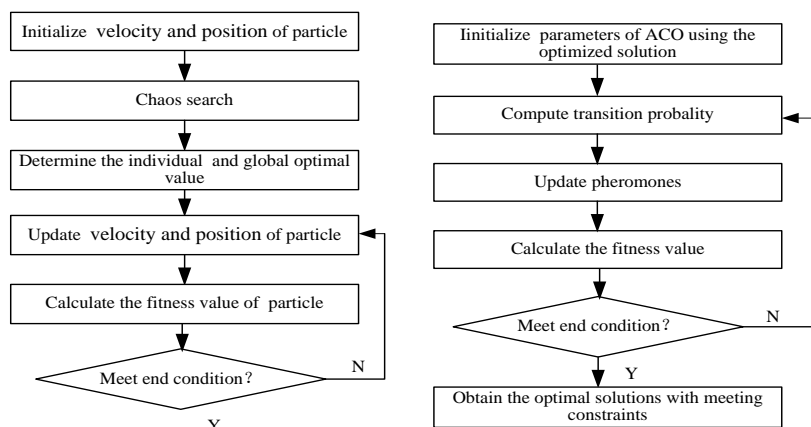 Iinitialize velocity and position of particle
Chaos search
Determine the individual and global optimal
value
Update velocity and position of particle
Calculate the fitness value of particle
Meet end condition?
N
Y
Iinitialize parameters of ACO using the
optimized solution
Compute transition probality
Update pheromones
Calculate the fitness value
Meet end condition?
N
Y
Obtain the optimal solutions with meeting
constraints